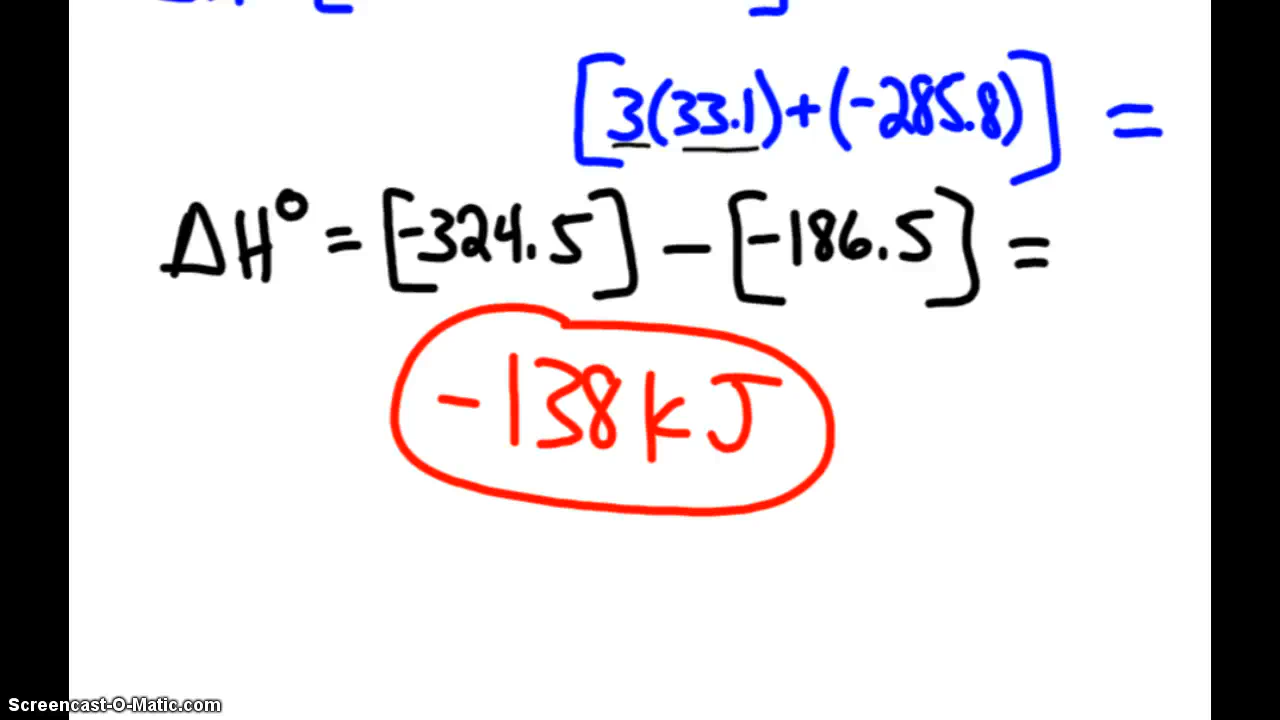 [3(33.1)+(-285.8)] =
ΔH° = [-324.5] - [-186.5] =
-138 kJ
Screencast-O-Matic.com